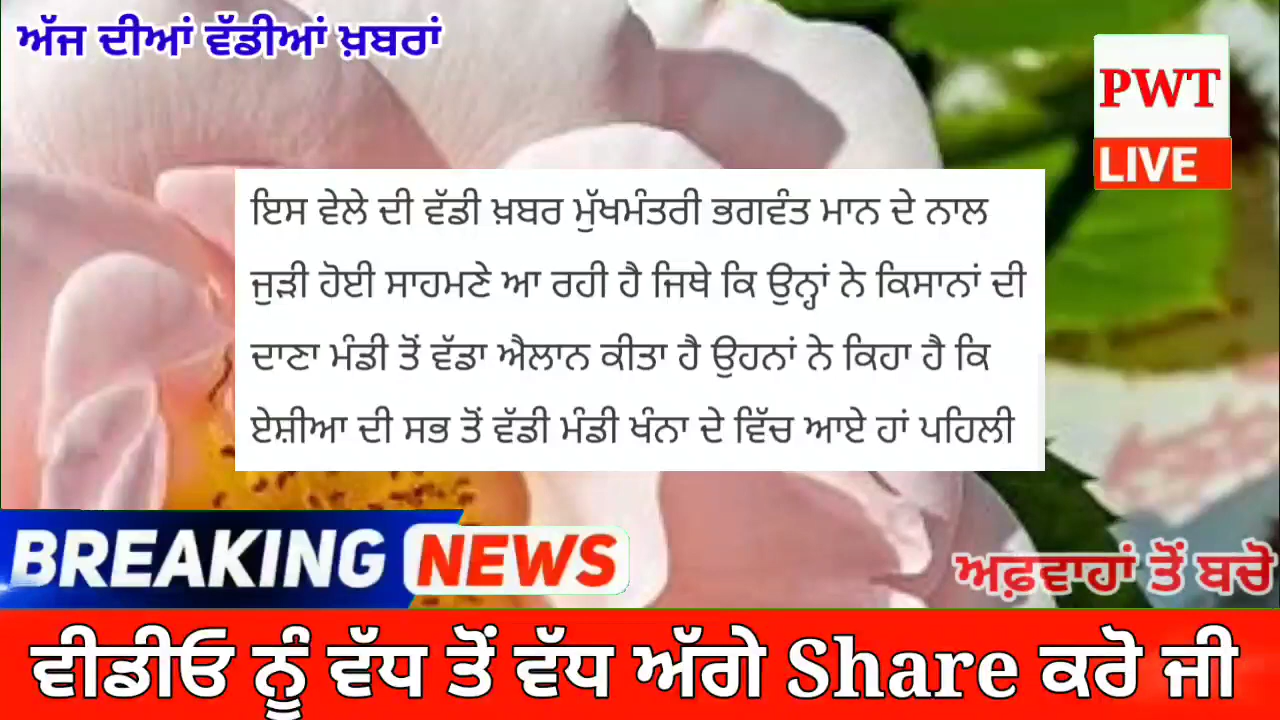 ਅੱਜ ਦੀਆਂ ਵੱਡੀਆਂ ਖ਼ਬਰਾਂ
PWT
LIVE
ਇਸ ਵੇਲੇ ਦੀ ਵੱਡੀ ਖ਼ਬਰ ਮੁੱਖਮੰਤਰੀ ਭਗਵੰਤ ਮਾਨ ਦੇ ਨਾਲ
ਜੁੜੀ ਹੋਈ ਸਾਹਮਣੇ ਆ ਰਹੀ ਹੈ ਜਿਥੇ ਕਿ ਉਨ੍ਹਾਂ ਨੇ ਕਿਸਾਨਾਂ ਦੀ
ਦਾਣਾ ਮੰਡੀ ਤੋਂ ਵੱਡਾ ਐਲਾਨ ਕੀਤਾ ਹੈ ਉਹਨਾਂ ਨੇ ਕਿਹਾ ਹੈ ਕਿ
ਏਸ਼ੀਆ ਦੀ ਸਭ ਤੋਂ ਵੱਡੀ ਮੰਡੀ ਖੰਨਾ ਦੇ ਵਿੱਚ ਆਏ ਹਾਂ ਪਹਿਲੀ
BREAKING NEWS
ਅਫ਼ਵਾਹਾਂ ਤੋਂ ਬਚੋ
ਵੀਡੀਓ ਨੂੰ ਵੱਧ ਤੋਂ ਵੱਧ ਅੱਗੇ Share ਕਰੋ ਜੀ